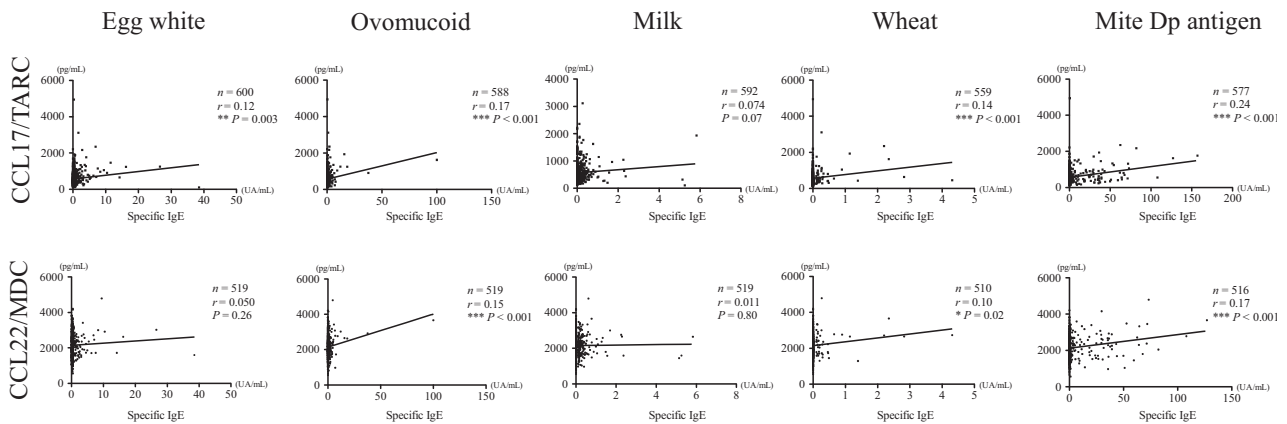 Egg white
Ovomucoid
Milk
Wheat
Mite Dp antigen
CCL17/TARC
(pg/mL)
6000
4000
2000
0
0 10 20 30 40 50 (UA/mL)
Specific IgE
n = 600
r = 0.12
** P = 0.003
(pg/mL)
6000
4000
2000
0
0 50 100 150 (UA/mL)
Specific IgE
n = 588
r = 0.17
*** P < 0.001
(pg/mL)
4000
3000
2000
1000
0
0 2 4 6 8 (UA/mL)
Specific IgE
n = 592
r = 0.074
P = 0.07
(pg/mL)
6000
4000
2000
0
0 1 2 3 4 5 (UA/mL)
Specific IgE
n = 559
r = 0.14
*** P < 0.001
(pg/mL)
6000
4000
2000
0
0 50 100 150 200 (UA/mL)
Specific IgE
n = 577
r = 0.24
*** P < 0.001
CCL22/MDC
(pg/mL)
6000
4000
2000
0
0 10 20 30 40 50 (UA/mL)
Specific IgE
n = 519
r = 0.050
P = 0.26
(pg/mL)
6000
4000
2000
0
0 50 100 150 (UA/mL)
Specific IgE
n = 519
r = 0.15
*** P < 0.001
(pg/mL)
6000
4000
2000
0
0 2 4 6 8 (UA/mL)
Specific IgE
n = 519
r = 0.011
P = 0.80
(pg/mL)
6000
4000
2000
0
0 1 2 3 4 5 (UA/mL)
Specific IgE
n = 510
r = 0.10
* P = 0.02
(pg/mL)
6000
4000
2000
0
0 50 100 150 (UA/mL)
Specific IgE
n = 516
r = 0.17
*** P < 0.001